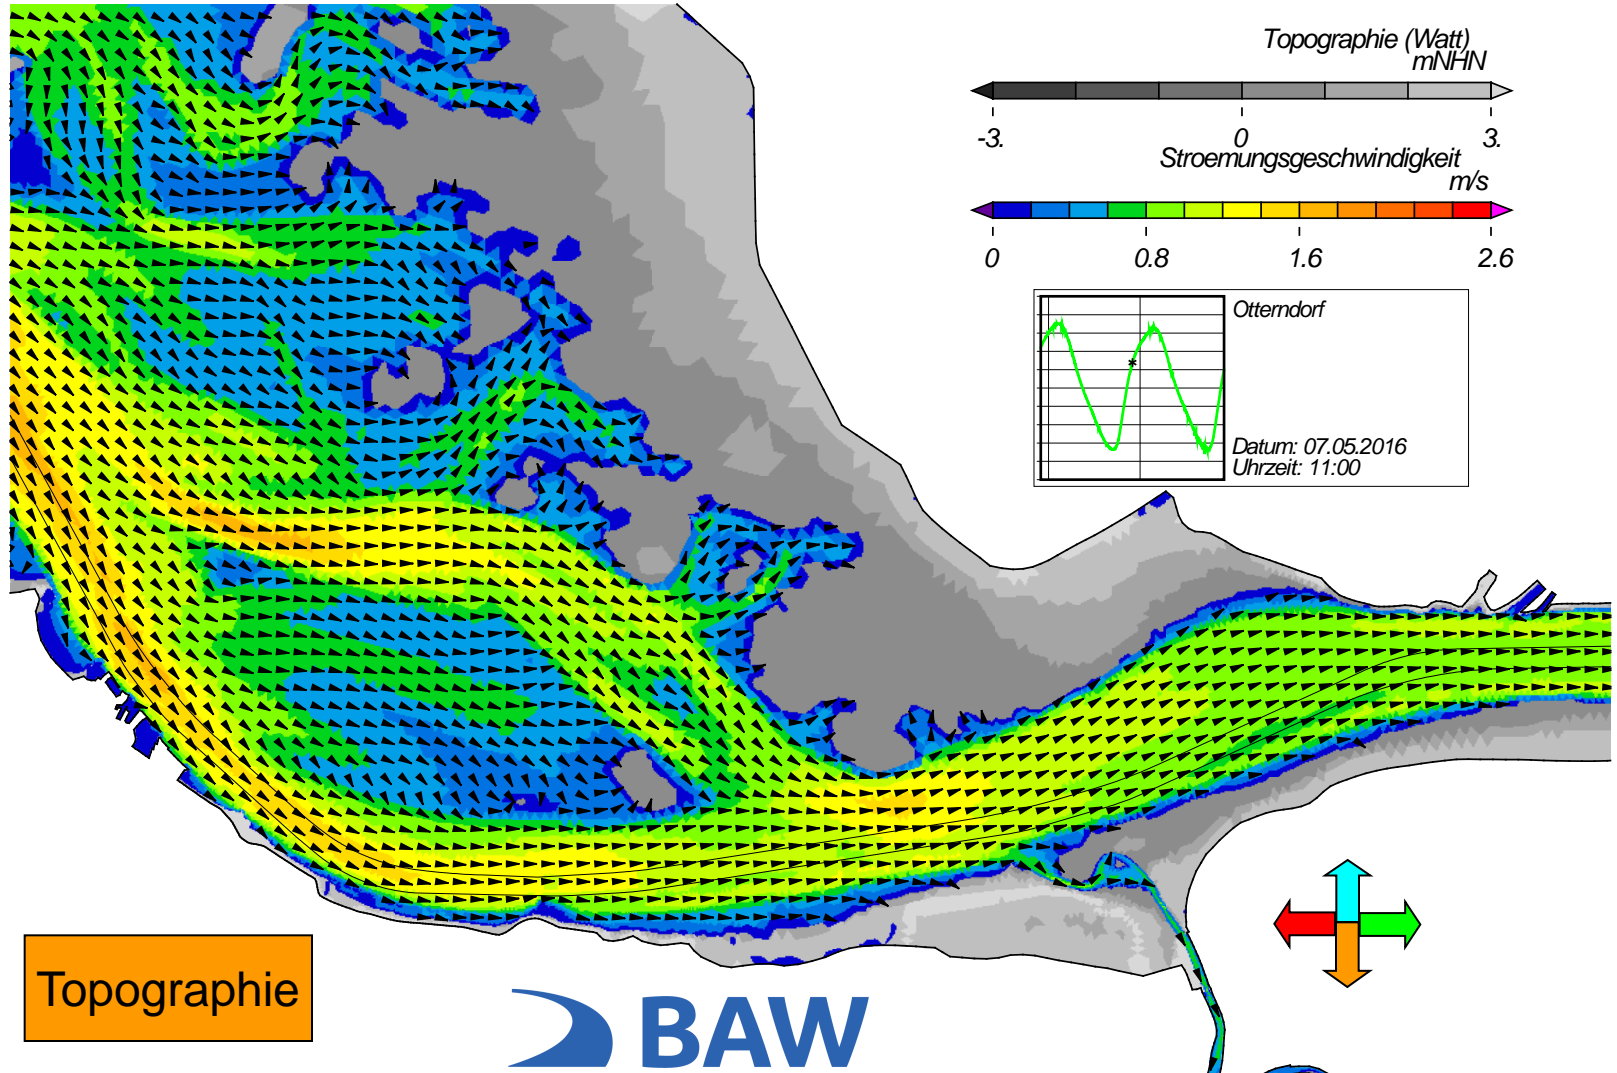 Topographie (Watt)
mNHN
-3. 0 3.
Stroemungsgeschwindigkeit
m/s
0 0.8 1.6 2.6
Otterndorf
Datum: 07.05.2016
Uhrzeit: 11:00
Topographie
BAW